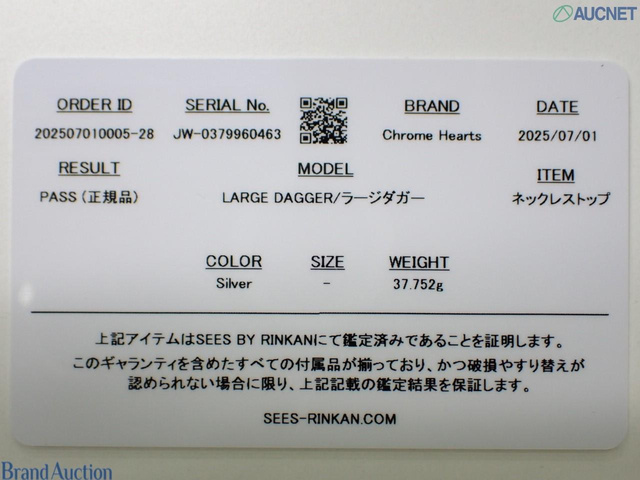 AUCNET
ORDER ID SERIAL No. BRAND DATE
202507010005-28 JW-0379960463 Chrome Hearts 2025/07/01
RESULT MODEL ITEM
PASS (正規品) LARGE DAGGER/ラージダガー ネックレストップ
COLOR SIZE WEIGHT
Silver - 37.752g
上記アイテムはSEES BY RINKANにて鑑定済みであることを証明します。
このギャランティを含めたすべての付属品が揃っており、かつ破損やすり替えが
認められない場合に限り、上記記載の鑑定結果を保証します。
SEES-RINKAN.COM
Brand Auction